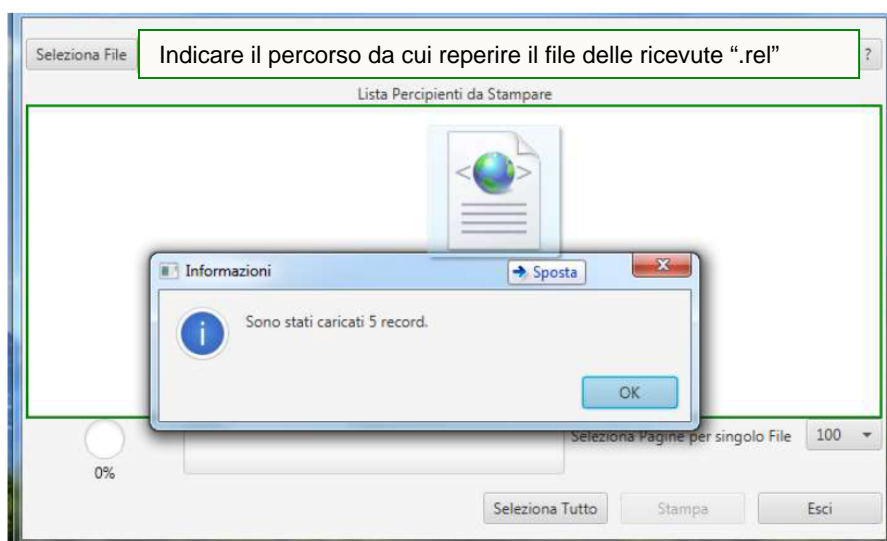 Seleziona File
Indicare il percorso da cui reperire il file delle ricevute “.rel”
?
Lista Percipienti da Stampare
Informazioni
Sposta
Sono stati caricati 5 record.
OK
Seleziona Pagine per singolo File
100
0%
Seleziona Tutto
Stampa
Esci